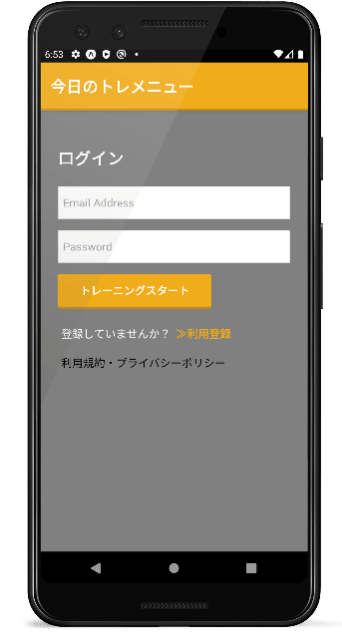 6:53
今日のトレメニュー
ログイン
Email Address
Password
トレーニングスタート
登録していませんか？ ≫利用登録
利用規約・プライバシーポリシー